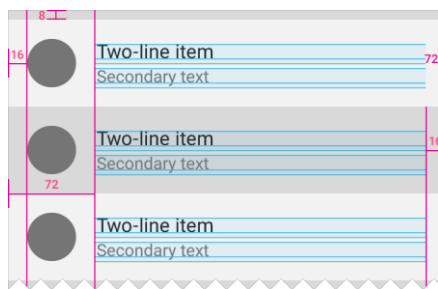 8
Two-line item
16
72
Secondary text
Two-line item
16
Secondary text
72
Two-line item
Secondary text